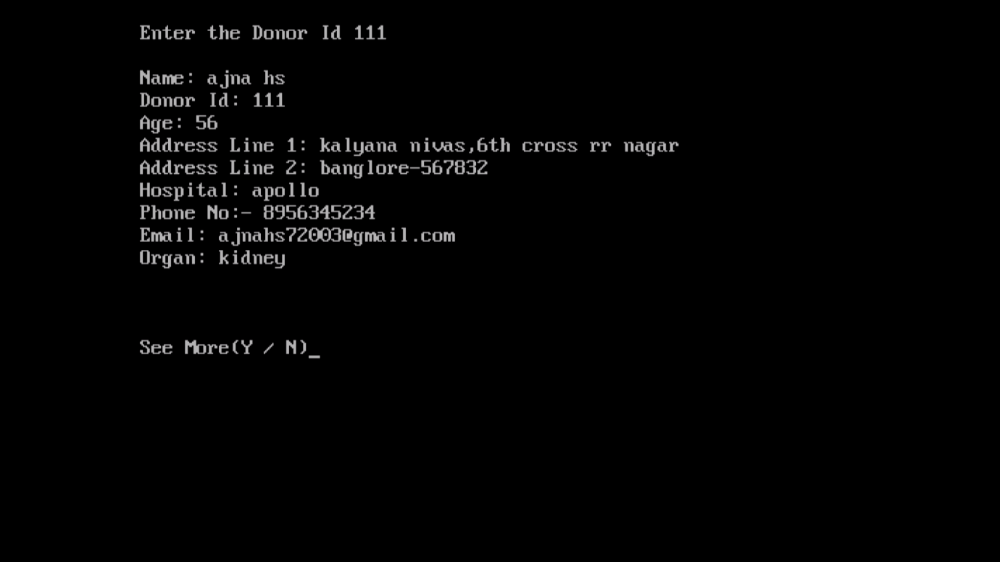 Enter the Donor Id 111
Name: ajna hs
Donor Id: 111
Age: 56
Address Line 1: kalyana nivas,6th cross rr nagar
Address Line 2: banglore-567832
Hospital: apollo
Phone No:- 8956345234
Email: ajnahs72003@gmail.com
Organ: kidney
See More(Y / N)_